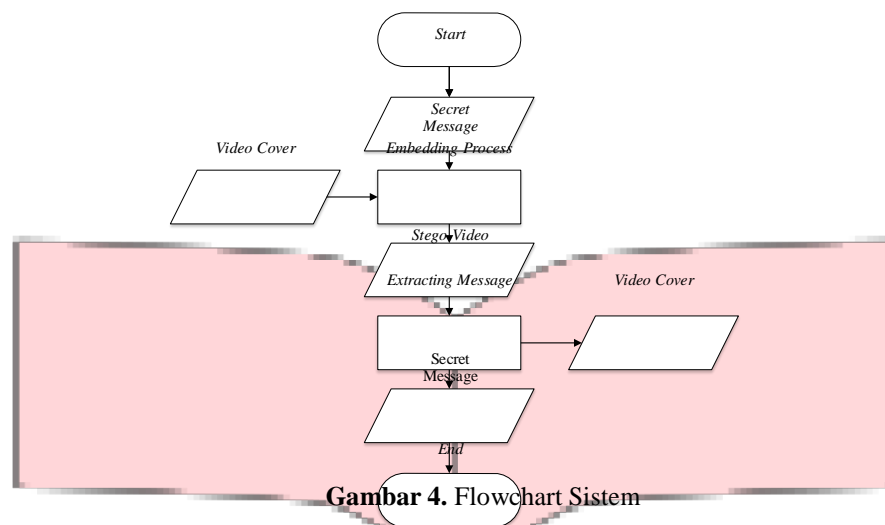 Start
Secret
Message
Video Cover
Embedding Process
Stego Video
Extracting Message
Video Cover
Secret
Message
End
Gambar 4. Flowchart Sistem